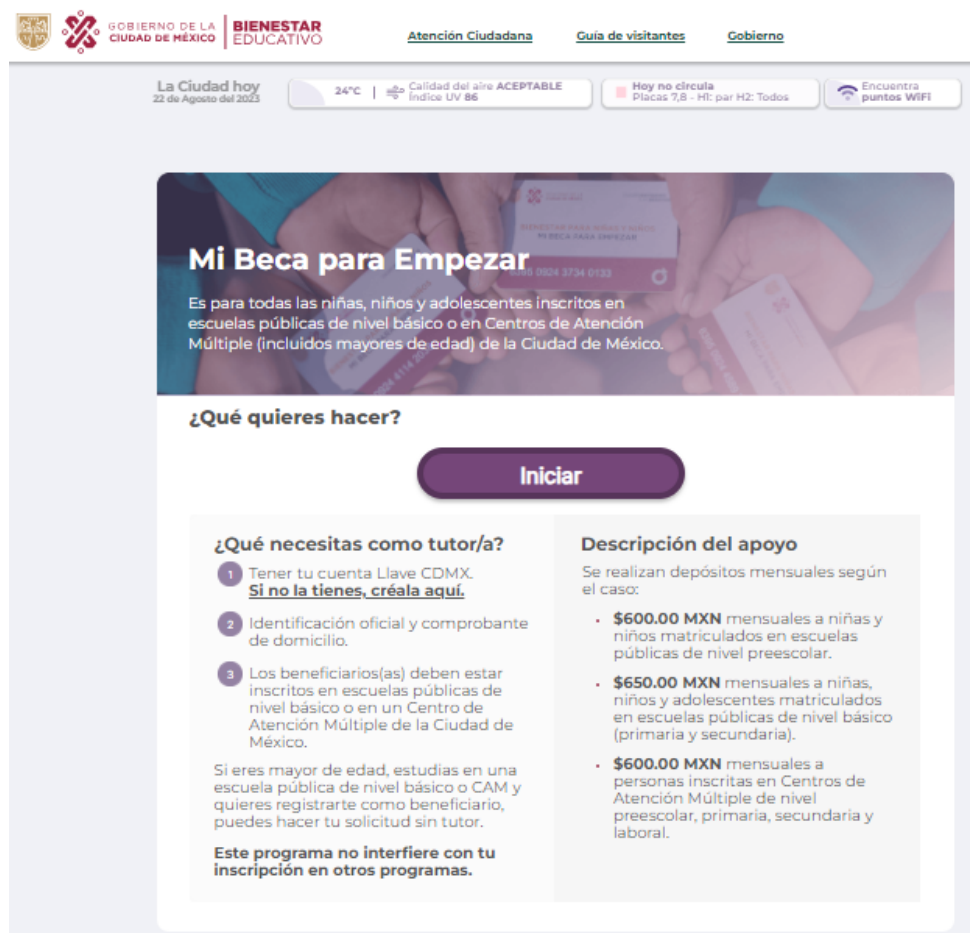 GOBIERNO DE LA
CIUDAD DE MÉXICO
BIENESTAR
EDUCATIVO
Atención Ciudadana
Guía de visitantes
Gobierno
La Ciudad hoy
22 de Agosto del 2023
24°C
Calidad del aire ACEPTABLE
Índice UV 86
Hoy no circula
Placas 7,8 - H1: par H2: Todos
Encuentra
puntos WiFi
Mi Beca para Empezar
Es para todas las niñas, niños y adolescentes inscritos en
escuelas públicas de nivel básico o en Centros de Atención
Múltiple (incluidos mayores de edad) de la Ciudad de México.
¿Qué quieres hacer?
Iniciar
¿Qué necesitas como tutor/a?
1 Tener tu cuenta Llave CDMX.
Si no la tienes, créala aquí.
2 Identificación oficial y comprobante
de domicilio.
3 Los beneficiarios(as) deben estar
inscritos en escuelas públicas de
nivel básico o en un Centro de
Atención Múltiple de la Ciudad de
México.
Si eres mayor de edad, estudias en una
escuela pública de nivel básico o CAM y
quieres registrarte como beneficiario,
puedes hacer tu solicitud sin tutor.
Este programa no interfiere con tu
inscripción en otros programas.
Descripción del apoyo
Se realizan depósitos mensuales según
el caso:
$600.00 MXN mensuales a niñas y
niños matriculados en escuelas
públicas de nivel preescolar.
$650.00 MXN mensuales a niñas,
niños y adolescentes matriculados
en escuelas públicas de nivel básico
(primaria y secundaria).
$600.00 MXN mensuales a
personas inscritas en Centros de
Atención Múltiple de nivel
preescolar, primaria, secundaria y
laboral.